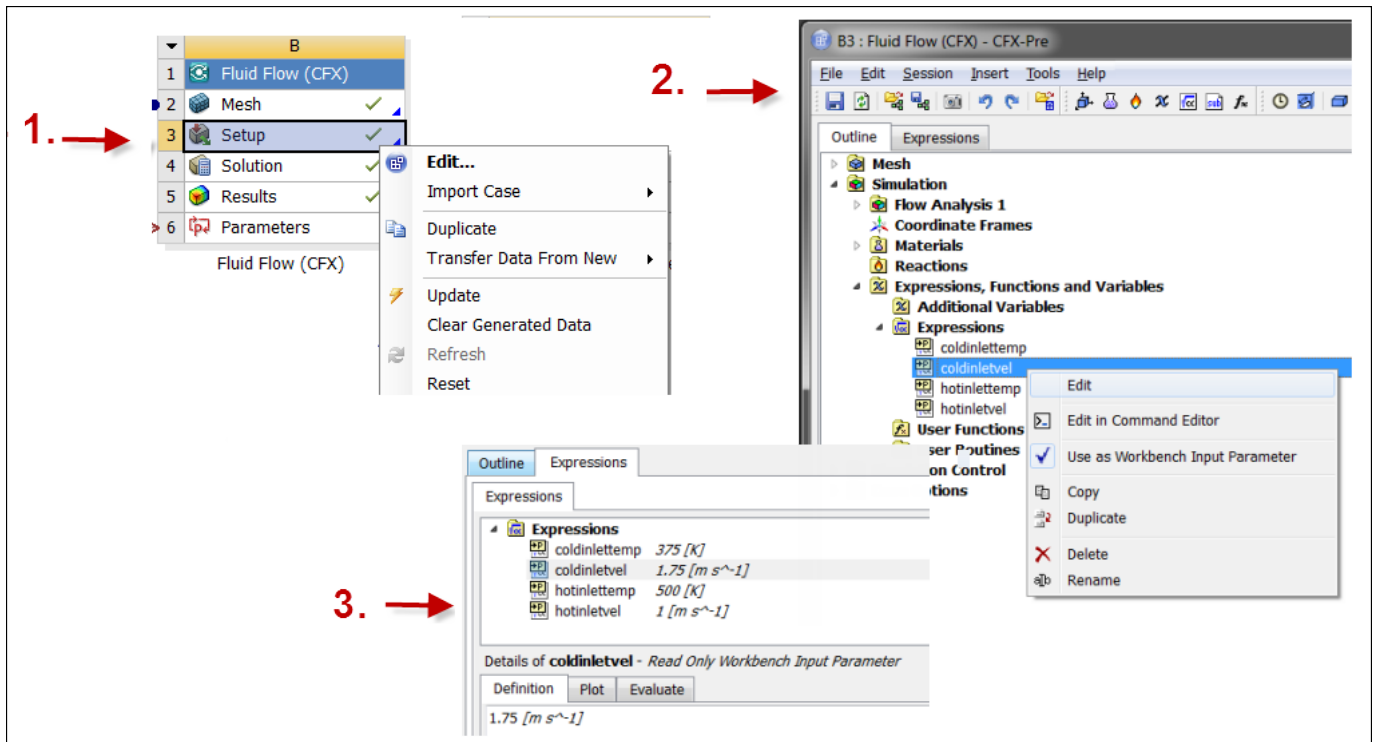 1.
B
1 Fluid Flow (CFX)
2 Mesh
3 Setup
4 Solution
5 Results
6 Parameters
Fluid Flow (CFX)
Edit...
Import Case
Duplicate
Transfer Data From New
Update
Clear Generated Data
Refresh
Reset
2.
B3 : Fluid Flow (CFX) - CFX-Pre
File Edit Session Insert Tools Help
Outline Expressions
Mesh
Simulation
Flow Analysis 1
Coordinate Frames
Materials
Reactions
Expressions, Functions and Variables
Additional Variables
Expressions
coldinlettemp
coldinletvel
hotinlettemp
hotinletvel
User Functions
ser Routines
on Control
tions
Edit
Edit in Command Editor
Use as Workbench Input Parameter
Copy
Duplicate
Delete
Rename
3.
Outline Expressions
Expressions
Expressions
coldinlettemp 375 [K]
coldinletvel 1.75 [m s^-1]
hotinlettemp 500 [K]
hotinletvel 1 [m s^-1]
Details of coldinletvel - Read Only Workbench Input Parameter
Definition Plot Evaluate
1.75 [m s^-1]